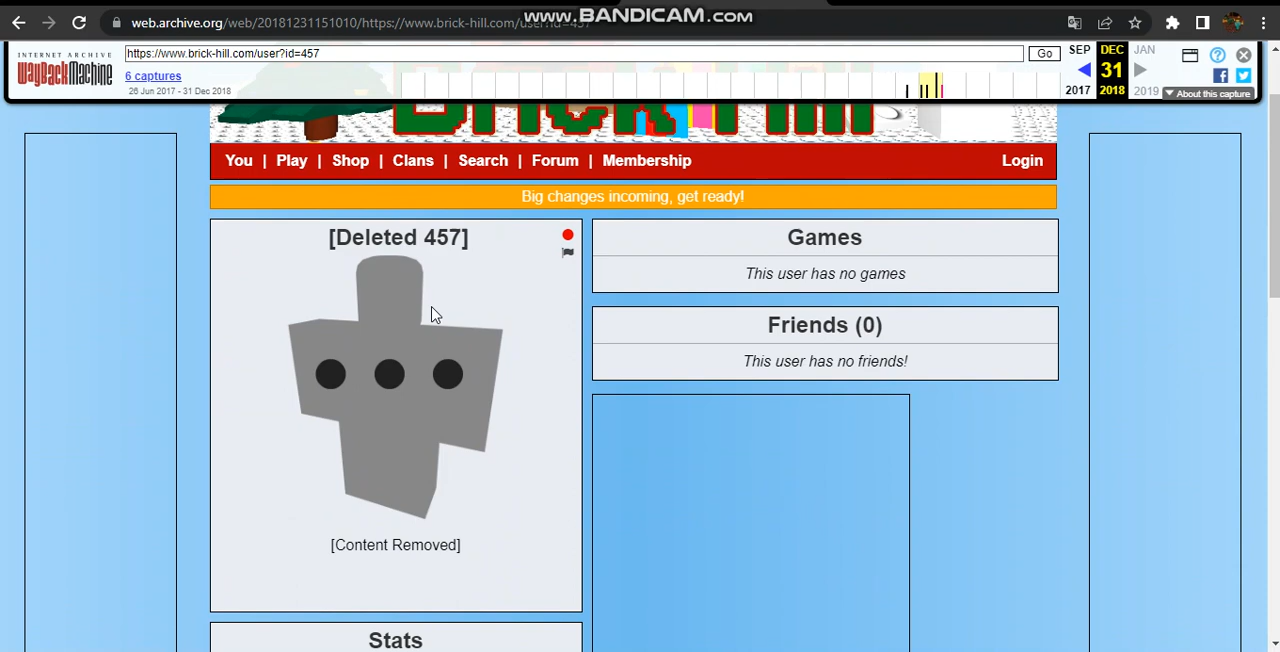 www.BANDICAM.com
web.archive.org/web/20181231151010/https://www.brick-hill.com/user?id=457
INTERNET ARCHIVE
WayBackMachine
https://www.brick-hill.com/user?id=457
Go
SEP
DEC
JAN
6 captures
31
26 Jun 2017 - 31 Dec 2018
2017
2018
2019
About this capture
BRICK HILL
You | Play | Shop | Clans | Search | Forum | Membership
Login
Big changes incoming, get ready!
[Deleted 457]
Games
This user has no games
Friends (0)
This user has no friends!
[Content Removed]
Stats